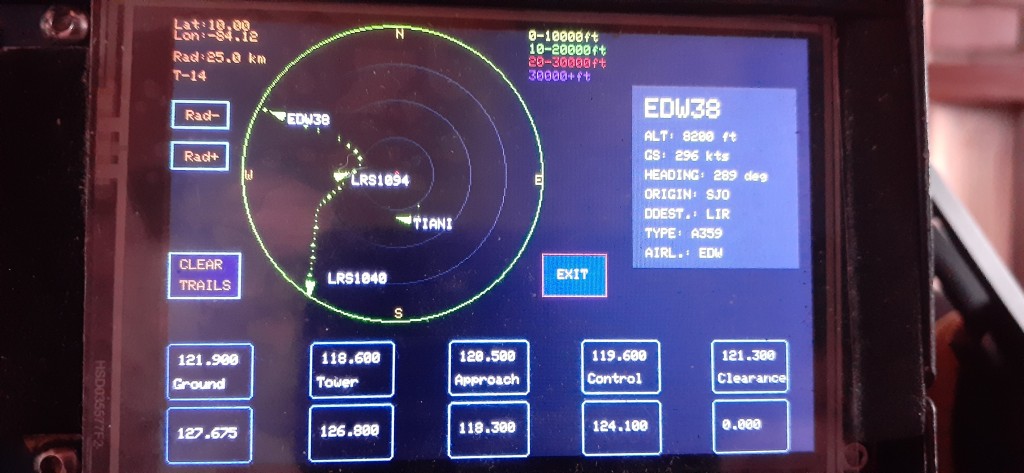 Lat:10.00
Lon:-84.12
Rad:25.0 km
T-14
Rad-
Rad+
CLEAR
TRAILS
N
W
E
S
EDW38
LRS1094
TIANI
LRS1040
0-10000ft
10-20000ft
20-30000ft
30000+ft
EDW38
ALT: 8200 ft
GS: 296 kts
HEADING: 289 deg
ORIGIN: SJO
DDEST.: LIR
TYPE: A359
AIRL.: EDW
EXIT
121.900
Ground
118.600
Tower
120.500
Approach
119.600
Control
121.300
Clearance
127.675
126.800
118.300
124.100
0.000